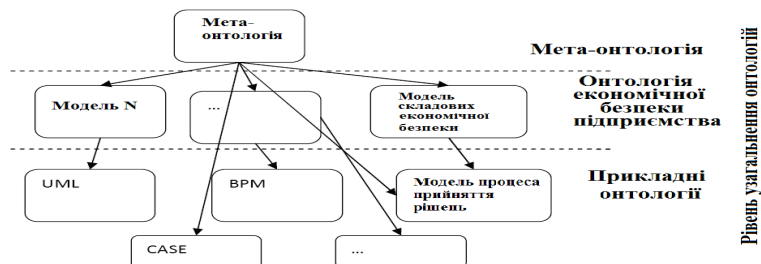 Мета-
онтологія
Мета-онтологія
Модель N
...
Модель
складових
економічної
безпеки
Онтологія
економічної
безпеки
підприємства
UML
BPM
Модель процеса
прийняття
рішень
Прикладні
онтології
CASE
...
Рівень узагальнення онтологій